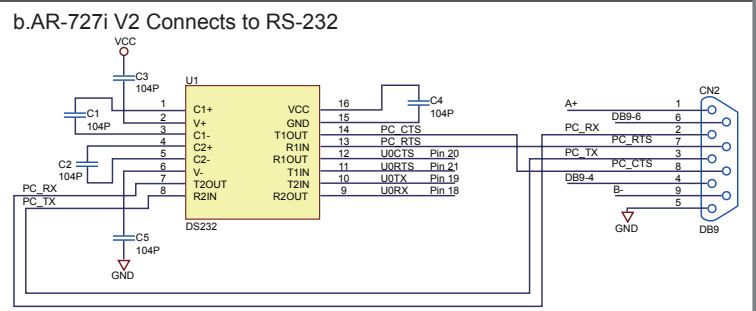 b.AR-727i V2 Connects to RS-232
VCC
C3
104P
U1
CN2
1 C1+ VCC 16
C4
104P
A+ 1
C1
104P
2 V+ GND 15
DB9-6 6
3 C1- T1OUT 14 PC_CTS
PC_RX 2
4 C2+ R1IN 13 PC_RTS
PC_RTS 7
C2
104P
5 C2- R1OUT 12 U0CTS Pin 20
PC_TX 3
6 V- T1IN 11 U0RTS Pin 21
PC_CTS 8
PC_RX 7 T2OUT T2IN 10 U0TX Pin 19
DB9-4 4
PC_TX 8 R2IN R2OUT 9 U0RX Pin 18
B- 9
5
DS232
GND
DB9
C5
104P
GND